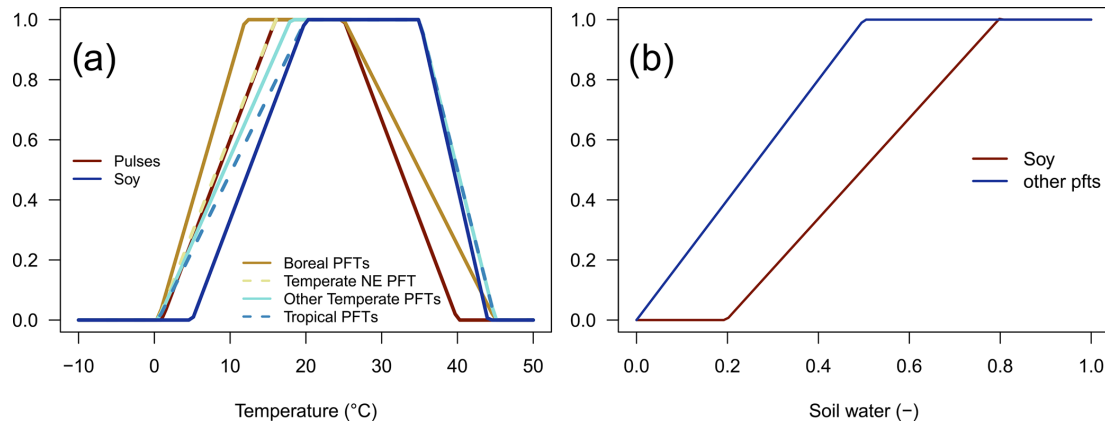 (a)
1.0
0.8
0.6
0.4
0.2
0.0
Pulses
Soy
Boreal PFTs
Temperate NE PFT
Other Temperate PFTs
Tropical PFTs
−10 0 10 20 30 40 50
Temperature (°C)
(b)
1.0
0.8
0.6
0.4
0.2
0.0
Soy
other pfts
0.0 0.2 0.4 0.6 0.8 1.0
Soil water (−)